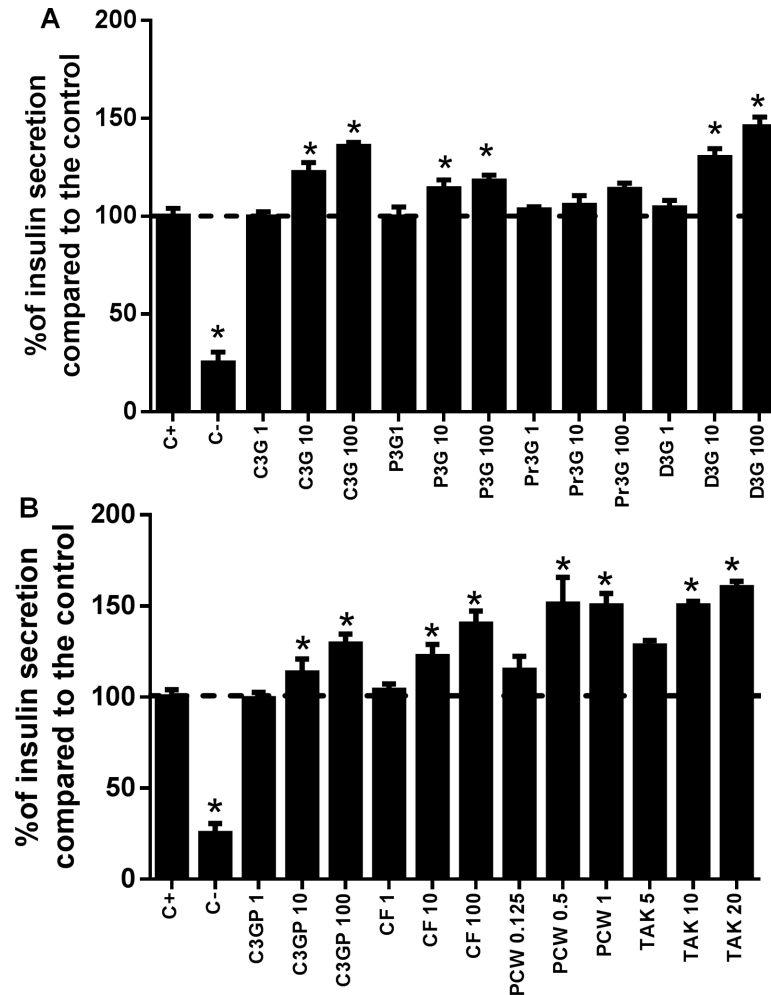 A
%of insulin secretion
compared to the control
200
150
100
50
0
*
*
*
*
*
*
*
C+
C-
C3G 1
C3G 10
C3G 100
P3G1
P3G 10
P3G 100
Pr3G 1
Pr3G 10
Pr3G 100
D3G 1
D3G 10
D3G 100
B
%of insulin secretion
compared to the control
200
150
100
50
0
*
*
*
*
*
*
*
*
*
C+
C-
C3GP 1
C3GP 10
C3GP 100
CF 1
CF 10
CF 100
PCW 0.125
PCW 0.5
PCW 1
TAK 5
TAK 10
TAK 20